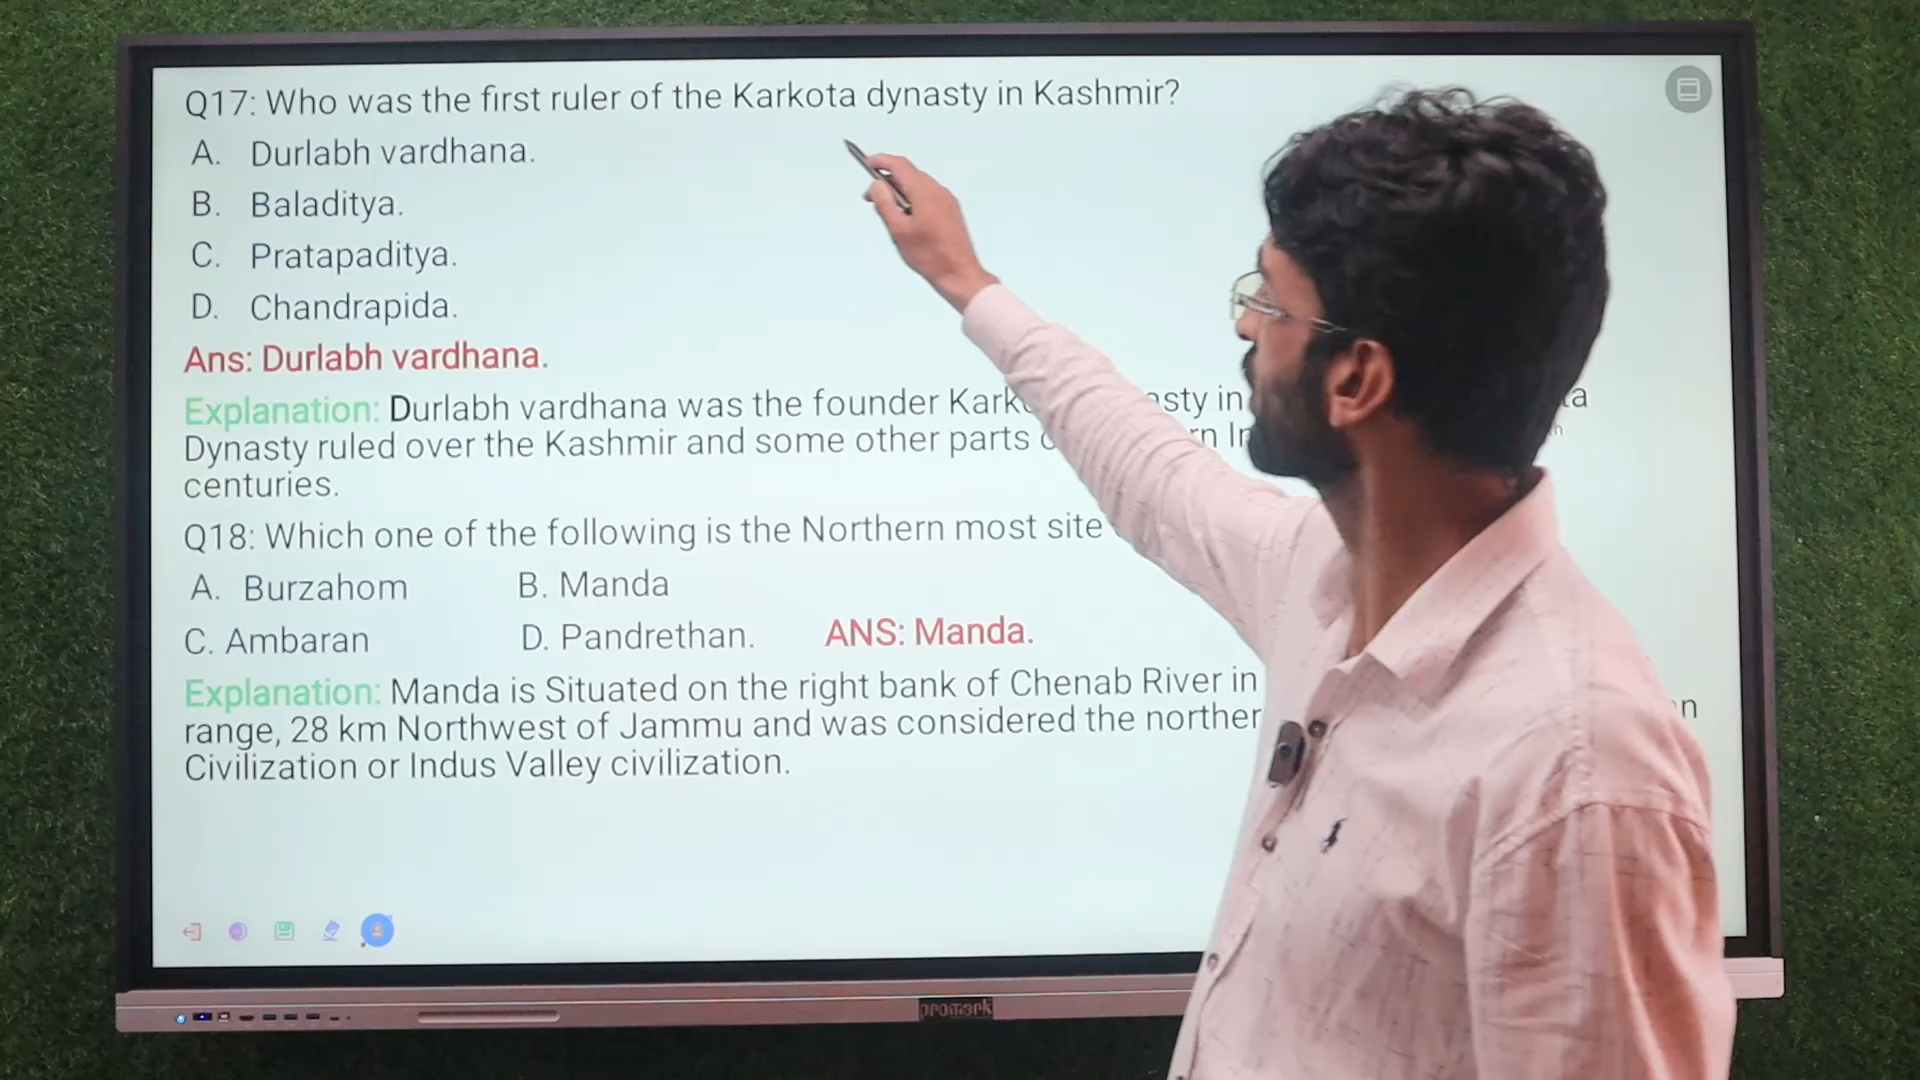 Q17: Who was the first ruler of the Karkota dynasty in Kashmir?
A. Durlabh vardhana.
B. Baladitya.
C. Pratapaditya.
D. Chandrapida.
Ans: Durlabh vardhana.
Explanation: Durlabh vardhana was the founder in
Dynasty ruled over the Kashmir and some other parts
centuries.
Q18: Which one of the following is the Northern most site
A. Burzahom B. Manda
C. Ambaran D. Pandrethan. ANS: Manda.
Explanation: Manda is Situated on the right bank of Chenab River in
range, 28 km Northwest of Jammu and was considered the
Civilization or Indus Valley civilization.
promark